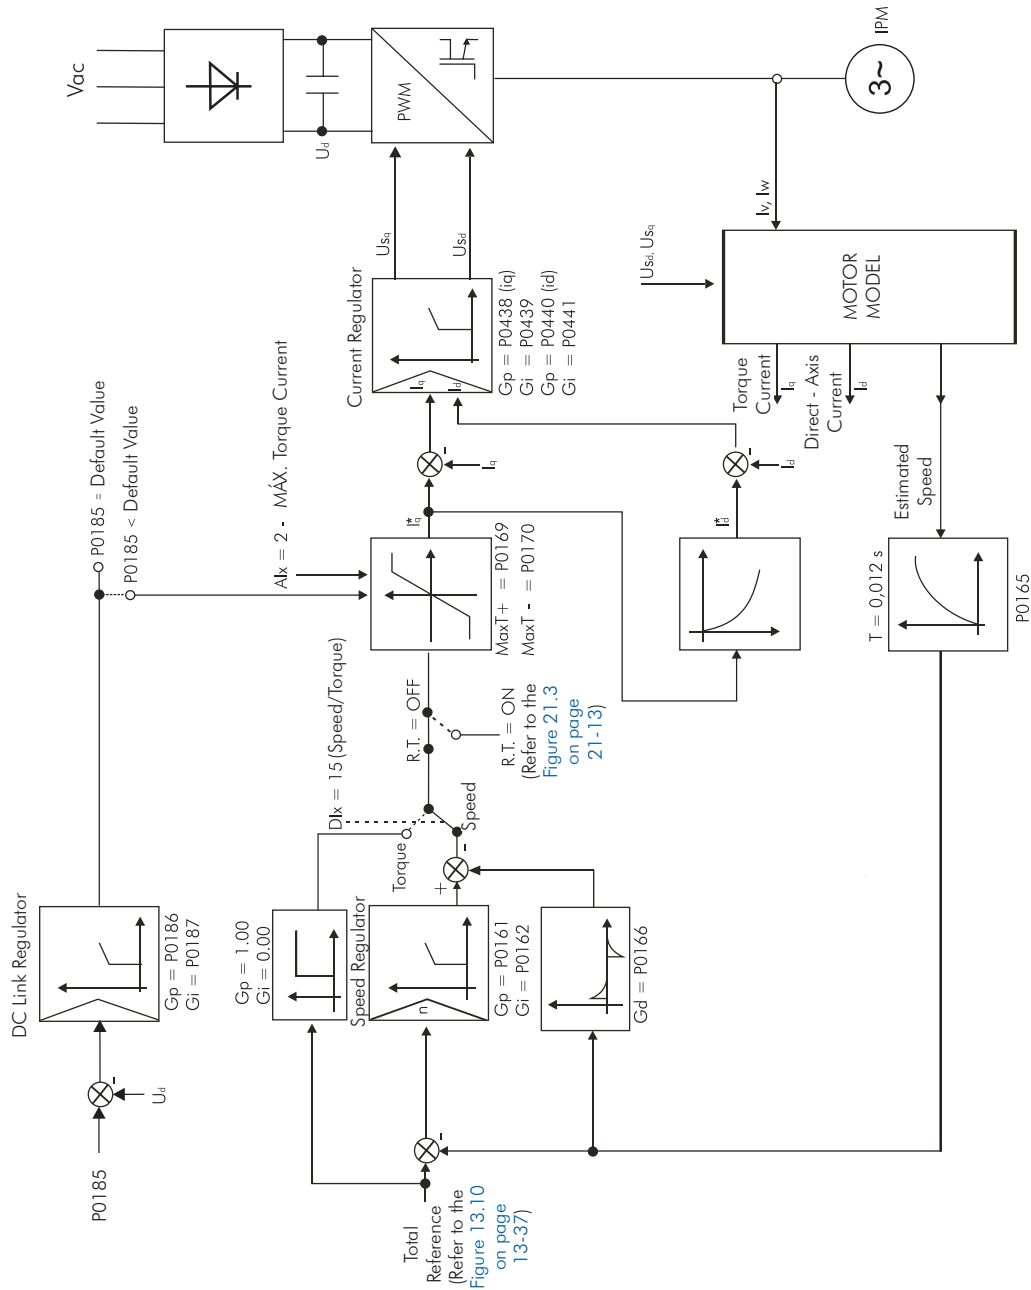 Vac
Ud
PWM
3~
IPM
Iv, Iw
Usq
Usd
Usd, Usq
MOTOR
MODEL
Torque
Current
Iq
Direct - Axis
Current
Id
Estimated
Speed
T = 0,012 s
P0165
Current Regulator
Iq
Id
Gp = P0438 (iq)
Gi = P0439
Gp = P0440 (id)
Gi = P0441
-
Iq
-
Id
I*q
I*d
P0185 = Default Value
P0185 < Default Value
AIx = 2 - MÁX. Torque Current
MaxT+ = P0169
MaxT - = P0170
R.T. = OFF
R.T. = ON
(Refer to the
Figure 21.3
on page
21-13)
DIx = 15 (Speed/Torque)
Torque
Speed
+
-
DC Link Regulator
Gp = P0186
Gi = P0187
-
Ud
P0185
Gp = 1.00
Gi = 0.00
Speed Regulator
n
Gp = P0161
Gi = P0162
Gd = P0166
-
Total
Reference
(Refer to the
Figure 13.10
on page
13-37)